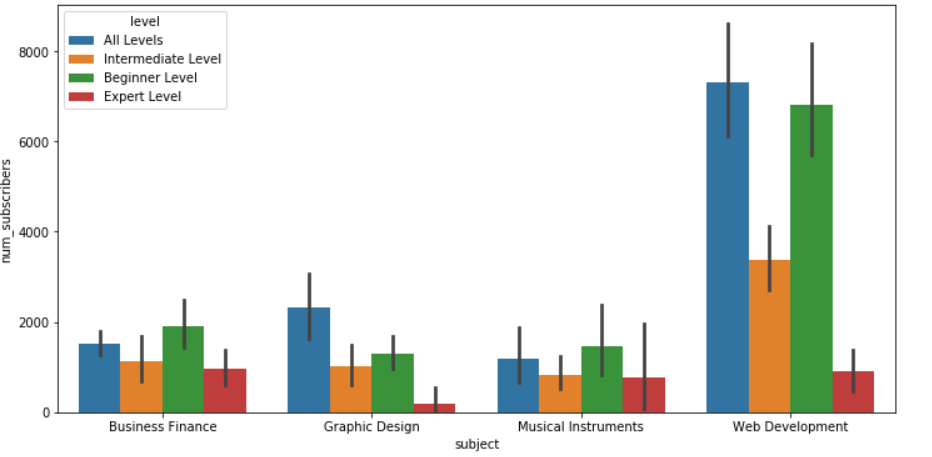 level
All Levels
Intermediate Level
Beginner Level
Expert Level
8000
6000
4000
2000
0
num_subscribers
Business Finance
Graphic Design
Musical Instruments
Web Development
subject